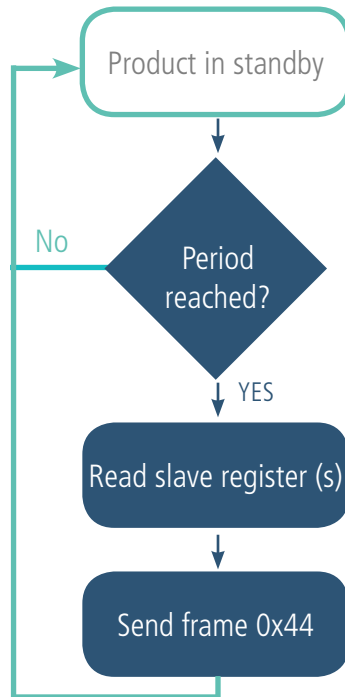 Product in standby
No
Period
reached?
YES
Read slave register (s)
Send frame 0x44